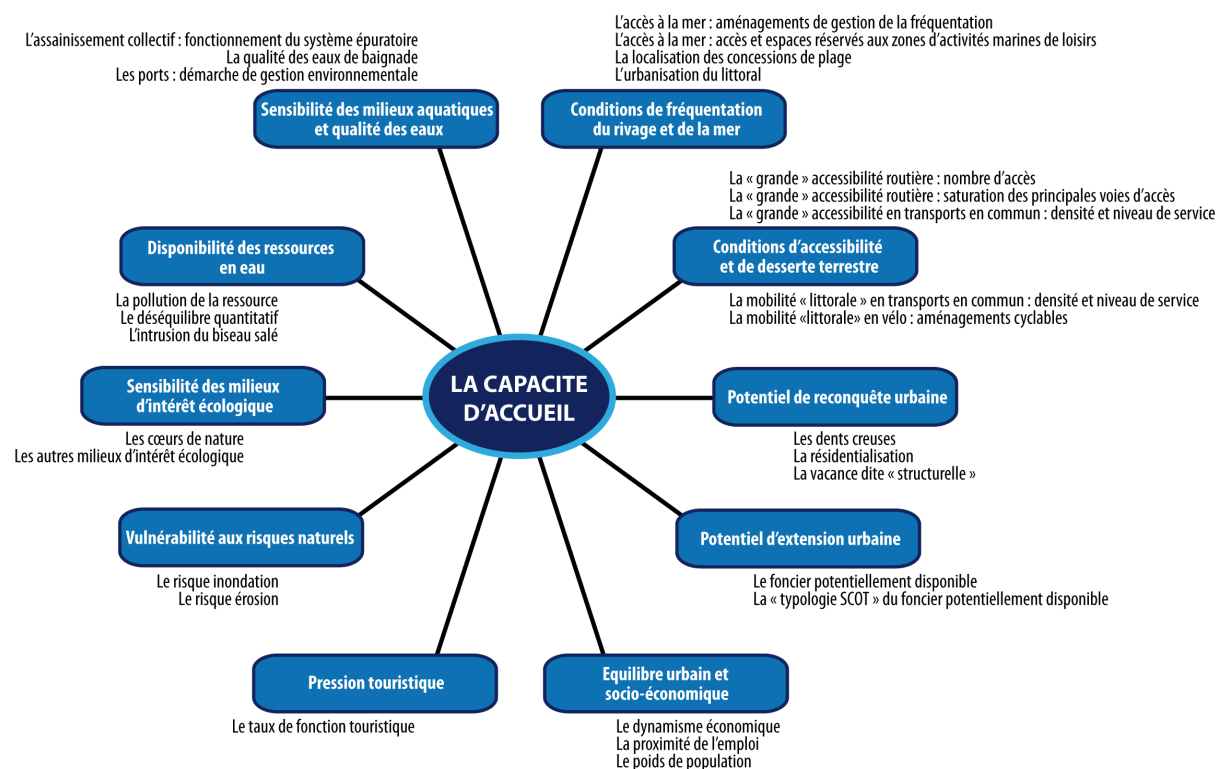 L'assainissement collectif : fonctionnement du système épuratoire
La qualité des eaux de baignade
Les ports : démarche de gestion environnementale
Sensibilité des milieux aquatiques
et qualité des eaux
L'accès à la mer : aménagements de gestion de la fréquentation
L'accès à la mer : accès et espaces réservés aux zones d'activités marines de loisirs
La localisation des concessions de plage
L'urbanisation du littoral
Conditions de fréquentation
du rivage et de la mer
La « grande » accessibilité routière : nombre d'accès
La « grande » accessibilité routière : saturation des principales voies d'accès
La « grande » accessibilité en transports en commun : densité et niveau de service
Conditions d'accessibilité
et de desserte terrestre
La mobilité « littorale » en transports en commun : densité et niveau de service
La mobilité «littorale» en vélo : aménagements cyclables
Disponibilité des ressources
en eau
La pollution de la ressource
Le déséquilibre quantitatif
L'intrusion du biseau salé
LA CAPACITE
D'ACCUEIL
Sensibilité des milieux
d'intérêt écologique
Les cœurs de nature
Les autres milieux d'intérêt écologique
Potentiel de reconquête urbaine
Les dents creuses
La résidentialisation
La vacance dite « structurelle »
Vulnérabilité aux risques naturels
Le risque inondation
Le risque érosion
Potentiel d'extension urbaine
Le foncier potentiellement disponible
La « typologie SCOT » du foncier potentiellement disponible
Pression touristique
Le taux de fonction touristique
Equilibre urbain et
socio-économique
Le dynamisme économique
La proximité de l'emploi
Le poids de population